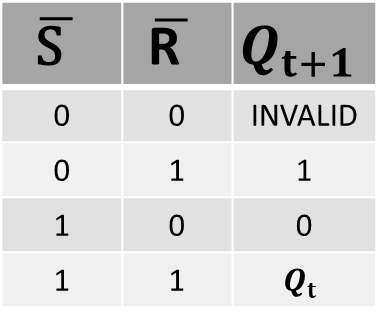 S̅ R̅ Qt+1
0 0 INVALID
0 1 1
1 0 0
1 1 Qt